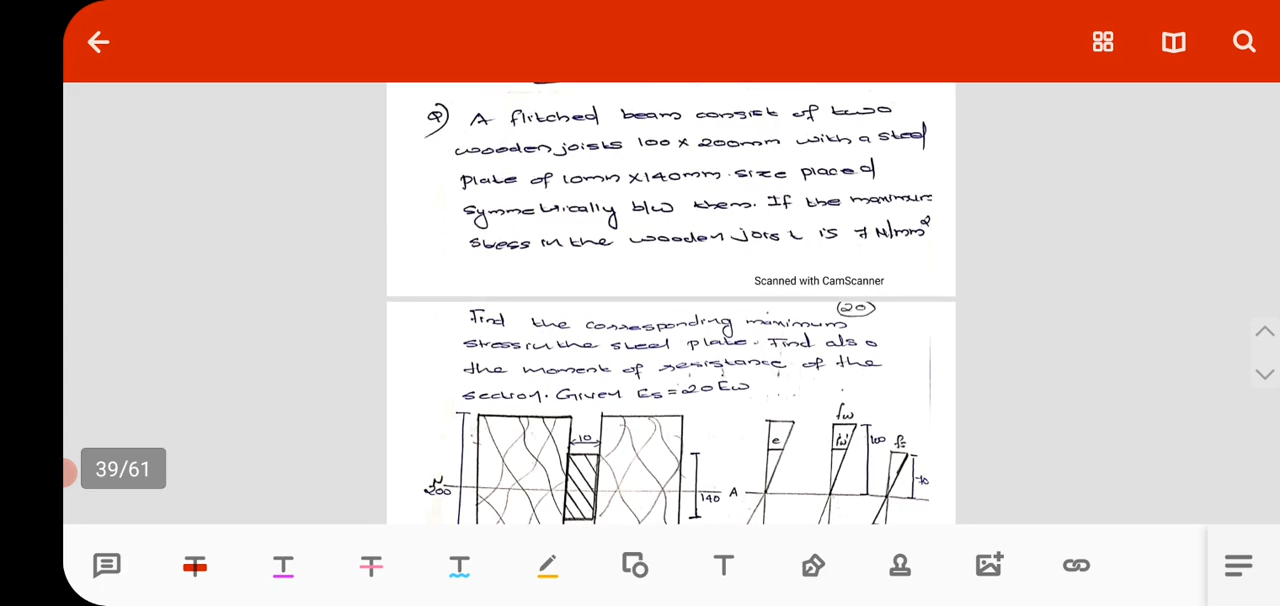 Q) A flitched beam consist of two
wooden joists 100 x 200mm with a steel
plate of 10mm x 140mm size placed
symmetrically b/w them. If the maximum
stress in the wooden joist is 7 N/mm²
Scanned with CamScanner
20
Find the corresponding maximum
stress in the steel plate. Find also
the moment of resistance of the
section. Given Es = 20 Ew
fw
10
e
fw'
100
fs
70
200
N
140
A
39/61
T
T
T
T
T